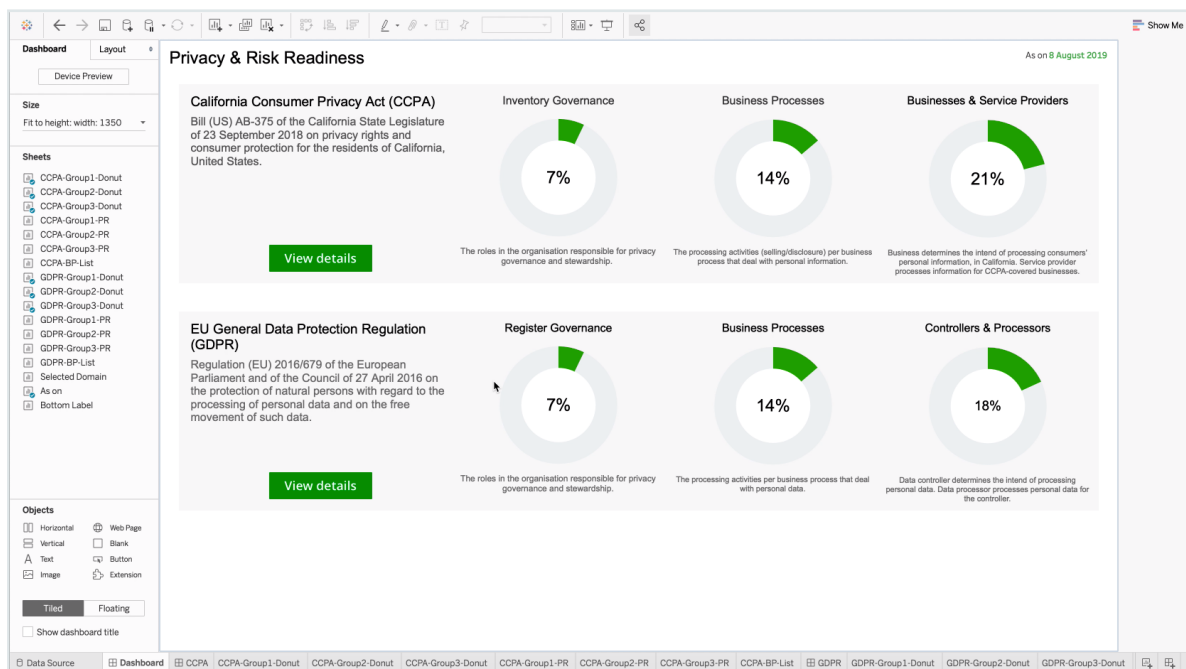 Show Me
Dashboard
Layout
Device Preview
Size
Fit to height: width: 1350
Sheets
CCPA-Group1-Donut
CCPA-Group2-Donut
CCPA-Group3-Donut
CCPA-Group1-PR
CCPA-Group2-PR
CCPA-Group3-PR
CCPA-BP-List
GDPR-Group1-Donut
GDPR-Group2-Donut
GDPR-Group3-Donut
GDPR-Group1-PR
GDPR-Group2-PR
GDPR-Group3-PR
GDPR-BP-List
Selected Domain
As on
Bottom Label
Objects
Horizontal
Web Page
Vertical
Blank
A Text
Button
Image
Extension
Tiled
Floating
Show dashboard title
Privacy & Risk Readiness
As on 8 August 2019
California Consumer Privacy Act (CCPA)
Bill (US) AB-375 of the California State Legislature
of 23 September 2018 on privacy rights and
consumer protection for the residents of California,
United States.
View details
Inventory Governance
7%
The roles in the organisation responsible for privacy
governance and stewardship.
Business Processes
14%
The processing activities (selling/disclosure) per business
process that deal with personal information.
Businesses & Service Providers
21%
Business determines the intend of processing consumers'
personal information, in California. Service provider
processes information for CCPA-covered businesses.
EU General Data Protection Regulation
(GDPR)
Regulation (EU) 2016/679 of the European
Parliament and of the Council of 27 April 2016 on
the protection of natural persons with regard to the
processing of personal data and on the free
movement of such data.
View details
Register Governance
7%
The roles in the organisation responsible for privacy
governance and stewardship.
Business Processes
14%
The processing activities per business process that deal
with personal data.
Controllers & Processors
18%
Data controller determines the intend of processing
personal data. Data processor processes personal data for
the controller.
Data Source
Dashboard
CCPA
CCPA-Group1-Donut
CCPA-Group2-Donut
CCPA-Group3-Donut
CCPA-Group1-PR
CCPA-Group2-PR
CCPA-Group3-PR
CCPA-BP-List
GDPR
GDPR-Group1-Donut
GDPR-Group2-Donut
GDPR-Group3-Donut